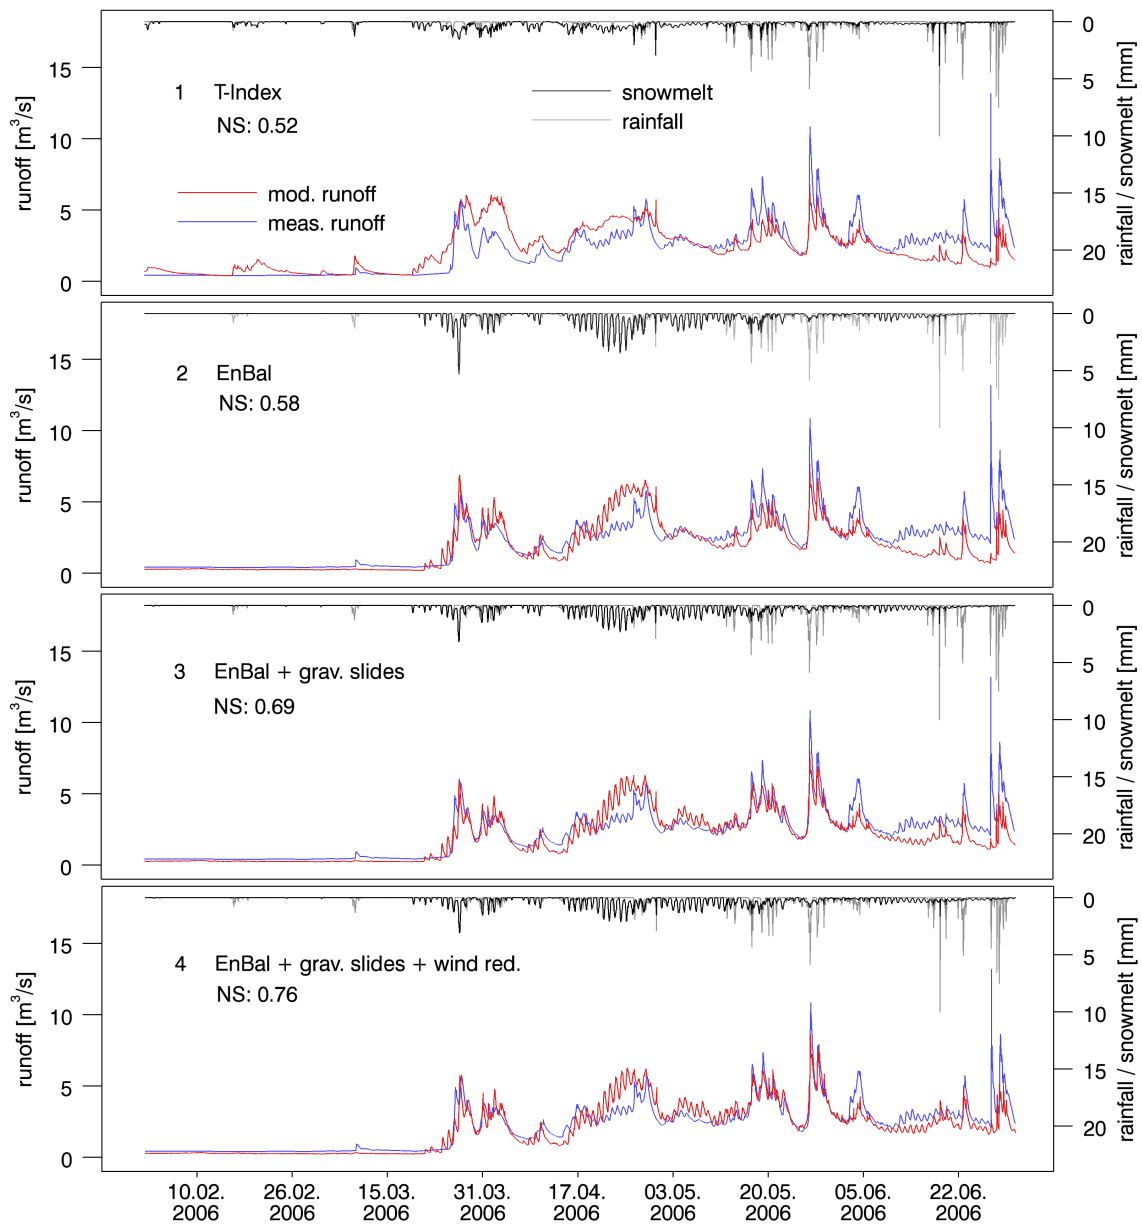 0
15
5
1 T-Index
snowmelt
NS: 0.52
rainfall
10
10
mod. runoff
15
meas. runoff
5
20
0
runoff [m³/s]
rainfall / snowmelt [mm]
0
15
5
2 EnBal
NS: 0.58
10
10
15
5
20
0
runoff [m³/s]
rainfall / snowmelt [mm]
0
15
5
3 EnBal + grav. slides
NS: 0.69
10
10
15
5
20
0
runoff [m³/s]
rainfall / snowmelt [mm]
0
15
5
4 EnBal + grav. slides + wind red.
NS: 0.76
10
10
15
5
20
0
runoff [m³/s]
rainfall / snowmelt [mm]
10.02. 26.02. 15.03. 31.03. 17.04. 03.05. 20.05. 05.06. 22.06.
2006 2006 2006 2006 2006 2006 2006 2006 2006